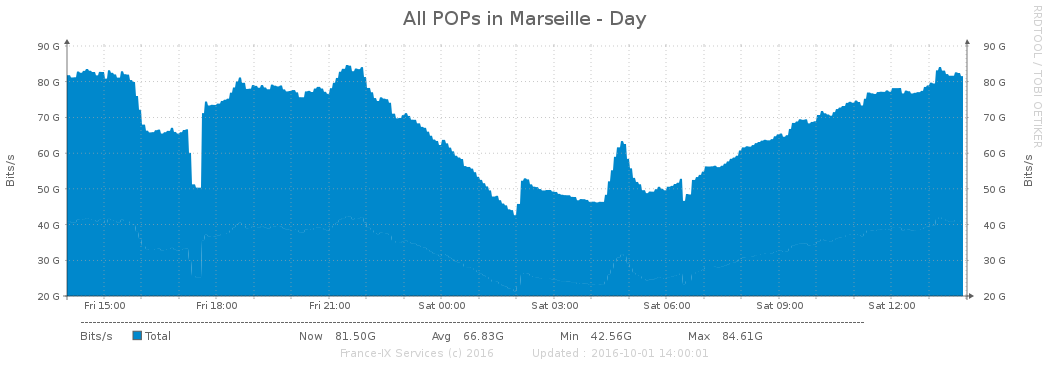 All POPs in Marseille - Day
RRDTOOL / TOBI OETIKER
90 G 90 G
80 G 80 G
70 G 70 G
60 G 60 G
50 G 50 G
40 G 40 G
30 G 30 G
20 G 20 G
Bits/s
Bits/s
Fri 15:00 Fri 18:00 Fri 21:00 Sat 00:00 Sat 03:00 Sat 06:00 Sat 09:00 Sat 12:00
Bits/s Total Now 81.50G Avg 66.83G Min 42.56G Max 84.61G
France-IX Services (c) 2016 Updated : 2016-10-01 14:00:01